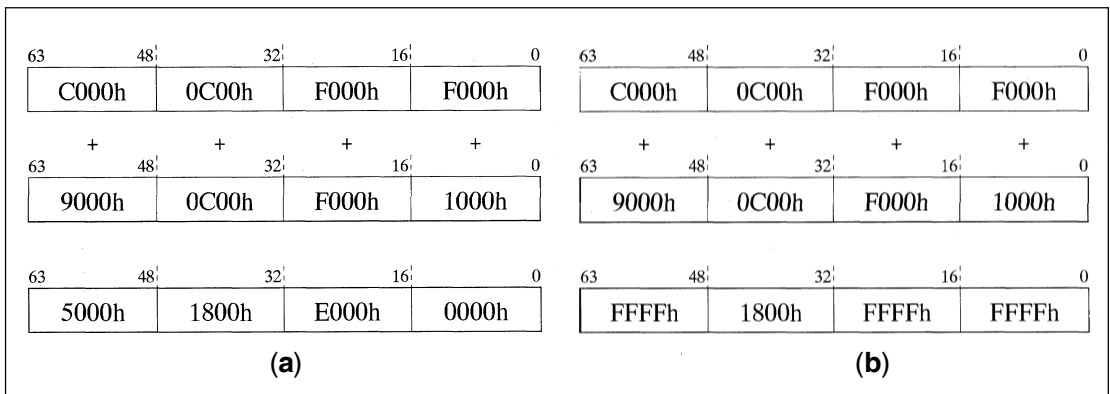 63 48 32 16 0
C000h 0C00h F000h F000h
+ + + +
63 48 32 16 0
9000h 0C00h F000h 1000h
63 48 32 16 0
5000h 1800h E000h 0000h
(a)
63 48 32 16 0
C000h 0C00h F000h F000h
+ + + +
63 48 32 16 0
9000h 0C00h F000h 1000h
63 48 32 16 0
FFFFh 1800h FFFFh FFFFh
(b)